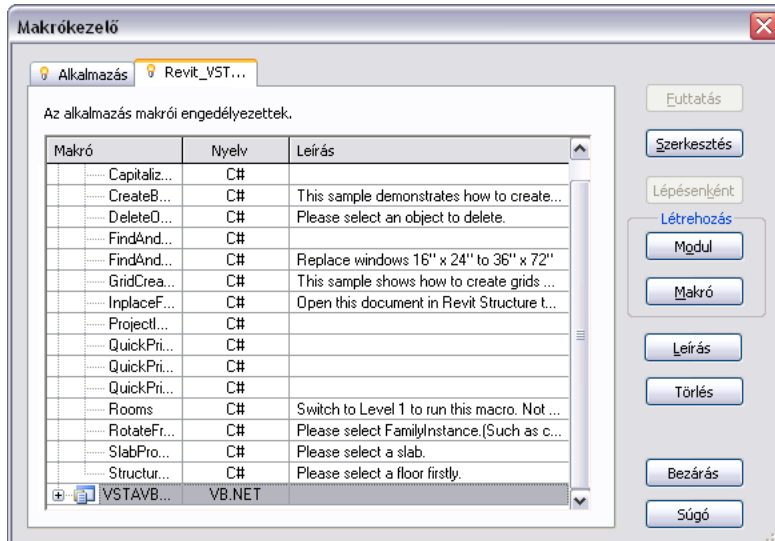 Makrókezelő
Alkalmazás Revit_VST...
Az alkalmazás makrói engedélyezettek.
Makró Nyelv Leírás
Capitaliz... C#
CreateB... C# This sample demonstrates how to create...
DeleteO... C# Please select an object to delete.
FindAnd... C#
FindAnd... C# Replace windows 16" x 24" to 36" x 72"
GridCrea... C# This sample shows how to create grids ...
InplaceF... C# Open this document in Revit Structure t...
ProjectI... C#
QuickPri... C#
QuickPri... C#
QuickPri... C#
Rooms C# Switch to Level 1 to run this macro. Not ...
RotateFr... C# Please select FamilyInstance.(Such as c...
SlabPro... C# Please select a slab.
Structur... C# Please select a floor firstly.
VSTAVB... VB.NET
Futtatás
Szerkesztés
Lépésenként
Létrehozás
Modul
Makró
Leírás
Törlés
Bezárás
Súgó